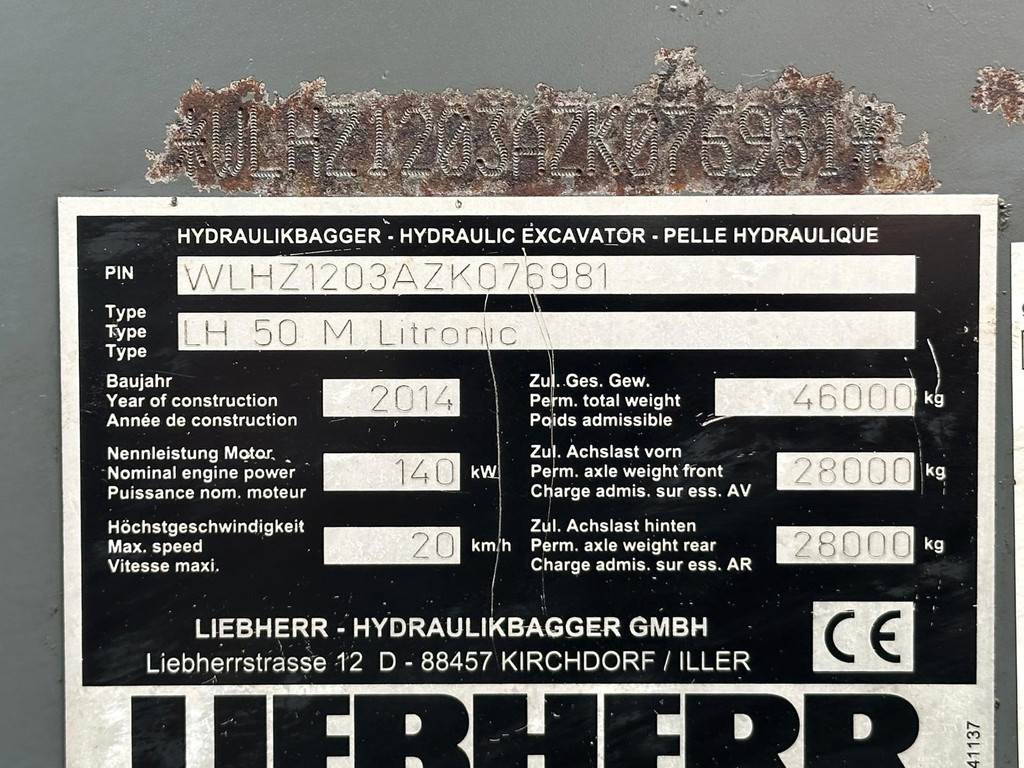 *WLHZ1203AZK076981*
HYDRAULIKBAGGER - HYDRAULIC EXCAVATOR - PELLE HYDRAULIQUE
PIN WLHZ1203AZK076981
Type
Type LH 50 M Litronic
Type
Baujahr
Year of construction 2014
Année de construction
Zul. Ges. Gew.
Perm. total weight 46000 kg
Poids admissible
Nennleistung Motor
Nominal engine power 140 kW
Puissance nom. moteur
Zul. Achslast vorn
Perm. axle weight front 28000 kg
Charge admis. sur ess. AV
Höchstgeschwindigkeit
Max. speed 20 km/h
Vitesse maxi.
Zul. Achslast hinten
Perm. axle weight rear 28000 kg
Charge admis. sur ess. AR
LIEBHERR - HYDRAULIKBAGGER GMBH
Liebherrstrasse 12 D - 88457 KIRCHDORF / ILLER
CE
LIEBHERR